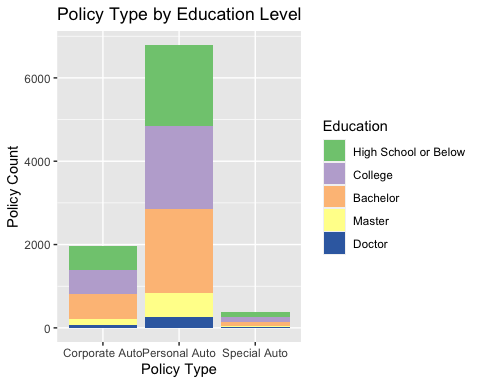 Policy Type by Education Level
Policy Count
6000
4000
2000
0
Corporate Auto Personal Auto Special Auto
Policy Type
Education
High School or Below
College
Bachelor
Master
Doctor